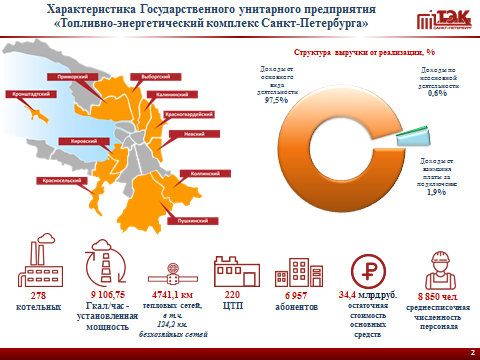 Характеристика Государственного унитарного предприятия
«Топливно-энергетический комплекс Санкт-Петербурга»
ТЭК
САНКТ-ПЕТЕРБУРГ
Приморский
Выборгский
Кронштадтский
Калининский
Красногвардейский
Невский
Кировский
Красносельский
Колпинский
Пушкинский
Структура выручки от реализации, %
Доходы от
основного
вида
деятельности
97,5%
Доходы по
неосновной
деятельности
0,6%
Доходы от
взимания
платы за
подключение
1,9%
278
котельных
9 106,75
Гкал/час -
установленная
мощность
4741,1 км
тепловых сетей,
в т.ч.
124,2 км.
бесхозяйных сетей
220
ЦТП
6 957
абонентов
34,4 млрд.руб.
остаточная
стоимость
основных
средств
8 850 чел.
среднесписочная
численность
персонала
2